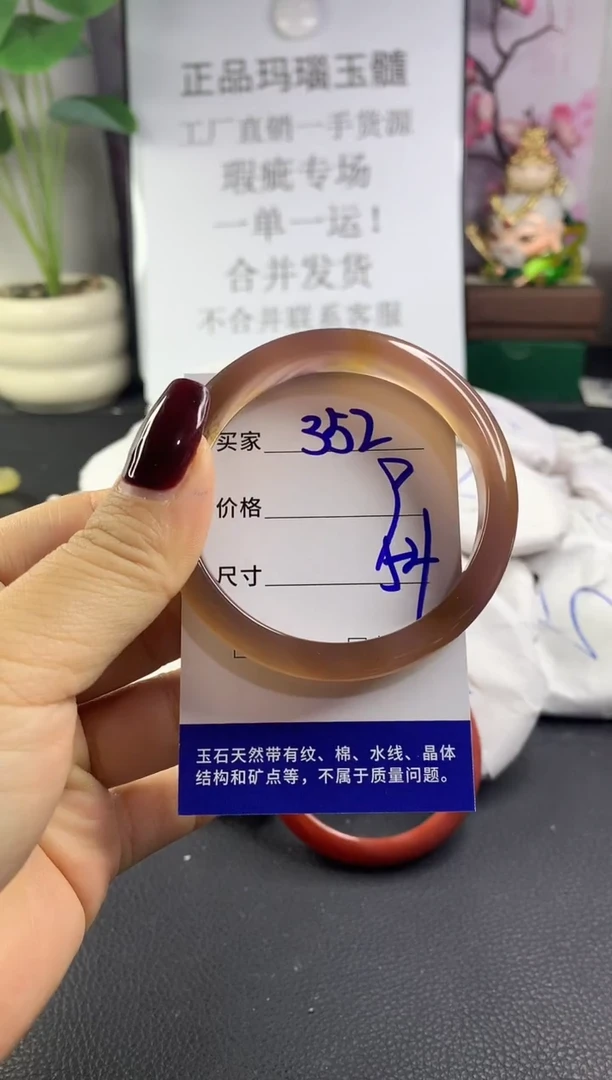 正品玛瑙玉髓
工厂直销一手货源
瑕疵专场
一单一运！
合并发货
不合并联系客服
买家 352
价格
尺寸
玉石天然带有纹、棉、水线、晶体
结构和矿点等，不属于质量问题。